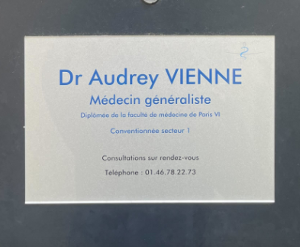 Dr Audrey VIENNE
Médecin généraliste
Diplômée de la faculté de médecine de Paris VI
Conventionnée secteur 1
Consultations sur rendez-vous
Téléphone : 01.46.78.22.73